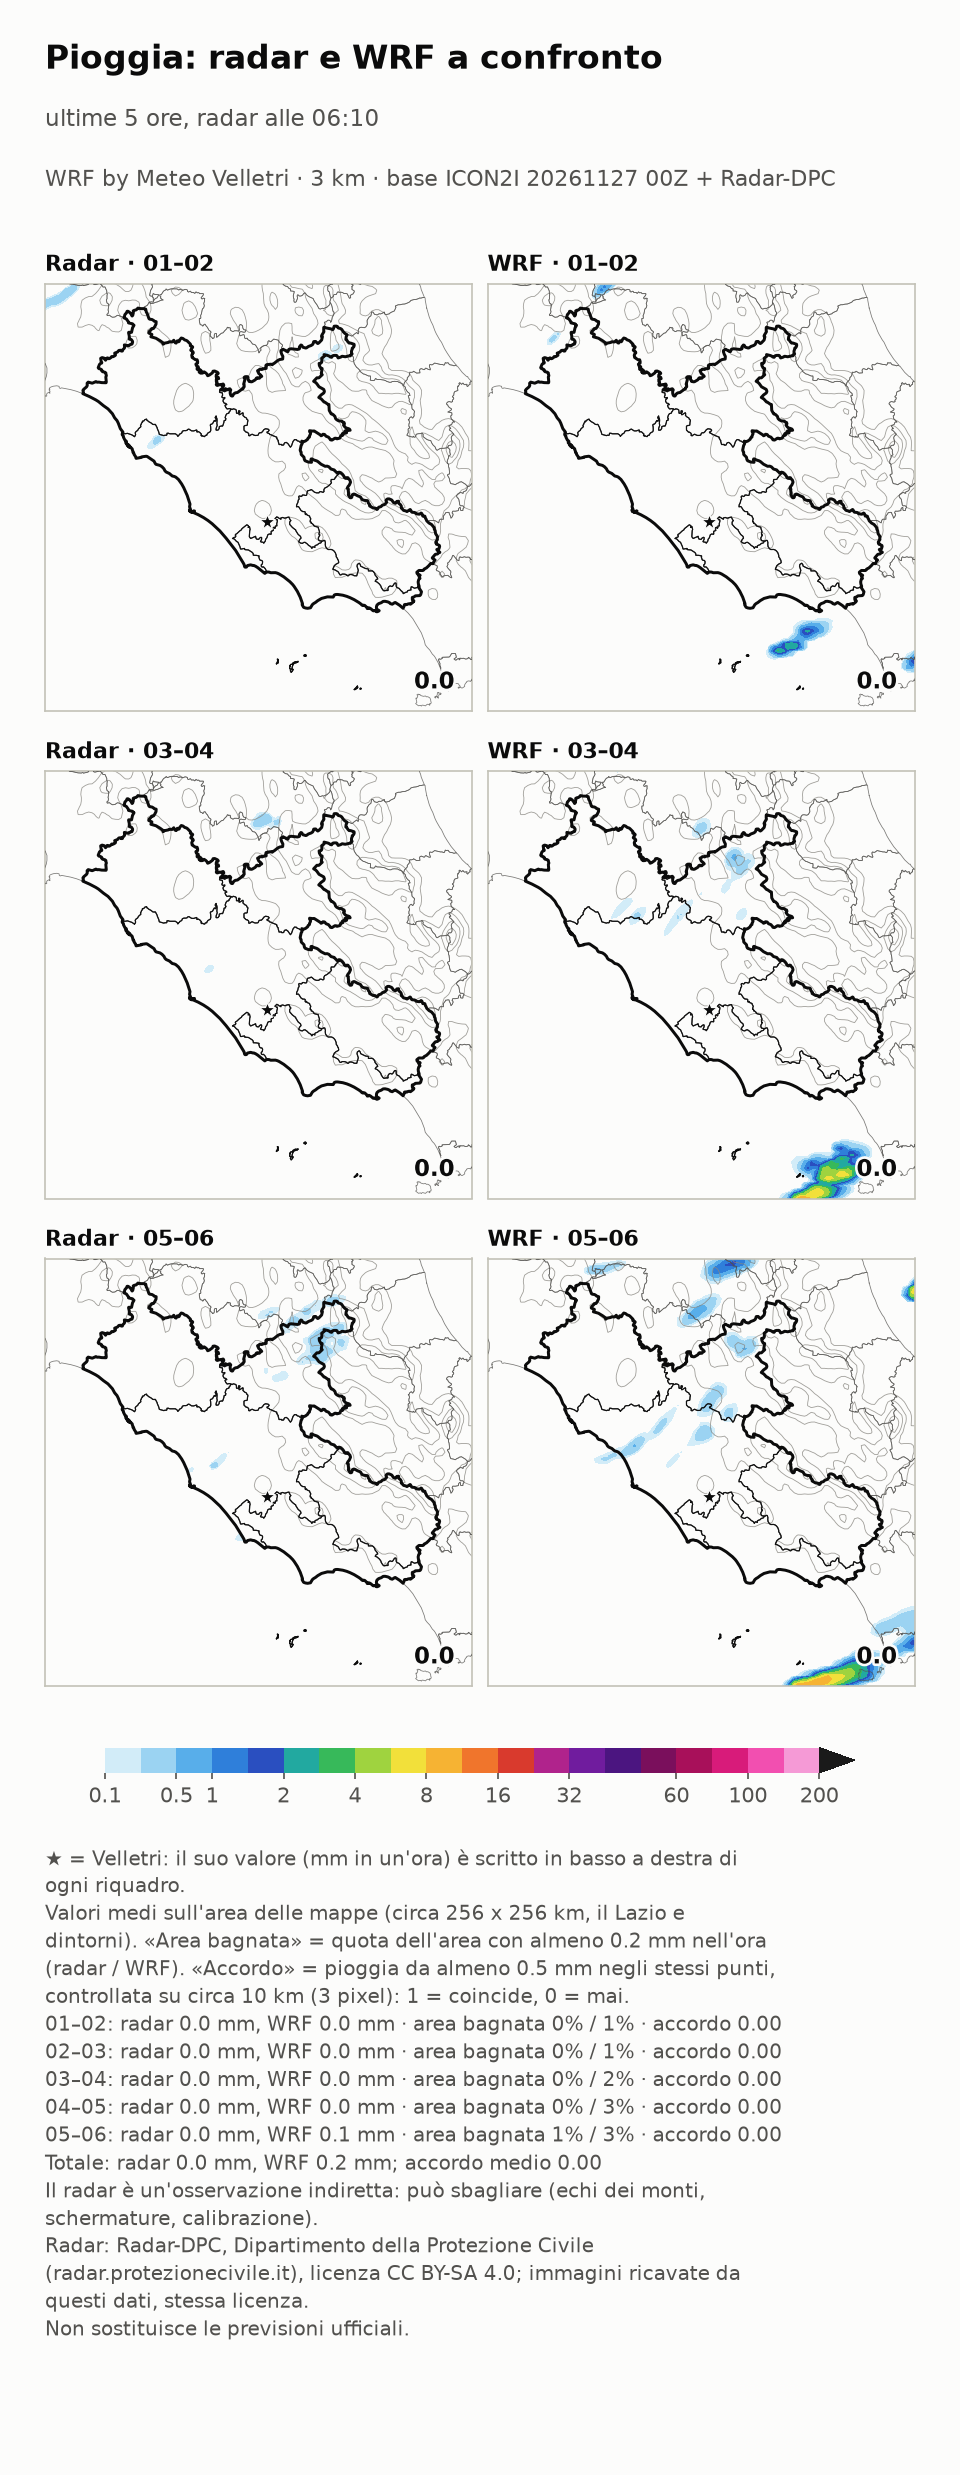 Pioggia: radar e WRF a confronto
ultime 5 ore, radar alle 06:10
WRF by Meteo Velletri · 3 km · base ICON2I 20261127 00Z + Radar-DPC
Radar · 01–02
WRF · 01–02
0.0
0.0
Radar · 03–04
WRF · 03–04
0.0
0.0
Radar · 05–06
WRF · 05–06
0.0
0.0
0.1 0.5 1 2 4 8 16 32 60 100 200
★ = Velletri: il suo valore (mm in un'ora) è scritto in basso a destra di
ogni riquadro.
Valori medi sull'area delle mappe (circa 256 x 256 km, il Lazio e
dintorni). «Area bagnata» = quota dell'area con almeno 0.2 mm nell'ora
(radar / WRF). «Accordo» = pioggia da almeno 0.5 mm negli stessi punti,
controllata su circa 10 km (3 pixel): 1 = coincide, 0 = mai.
01–02: radar 0.0 mm, WRF 0.0 mm · area bagnata 0% / 1% · accordo 0.00
02–03: radar 0.0 mm, WRF 0.0 mm · area bagnata 0% / 1% · accordo 0.00
03–04: radar 0.0 mm, WRF 0.0 mm · area bagnata 0% / 2% · accordo 0.00
04–05: radar 0.0 mm, WRF 0.0 mm · area bagnata 0% / 3% · accordo 0.00
05–06: radar 0.0 mm, WRF 0.1 mm · area bagnata 1% / 3% · accordo 0.00
Totale: radar 0.0 mm, WRF 0.2 mm; accordo medio 0.00
Il radar è un'osservazione indiretta: può sbagliare (echi dei monti,
schermature, calibrazione).
Radar: Radar-DPC, Dipartimento della Protezione Civile
(radar.protezionecivile.it), licenza CC BY-SA 4.0; immagini ricavate da
questi dati, stessa licenza.
Non sostituisce le previsioni ufficiali.